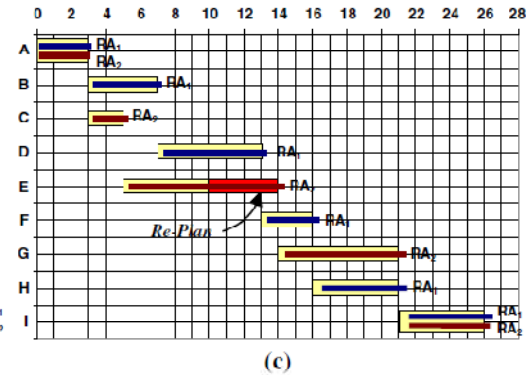 0 2 4 6 8 10 12 14 16 18 20 22 24 26 28
A RA1
RA2
B RA1
C RA2
D RA1
E RA2
Re-Plan
F RA1
G RA2
H RA1
I RA1
RA2
(c)